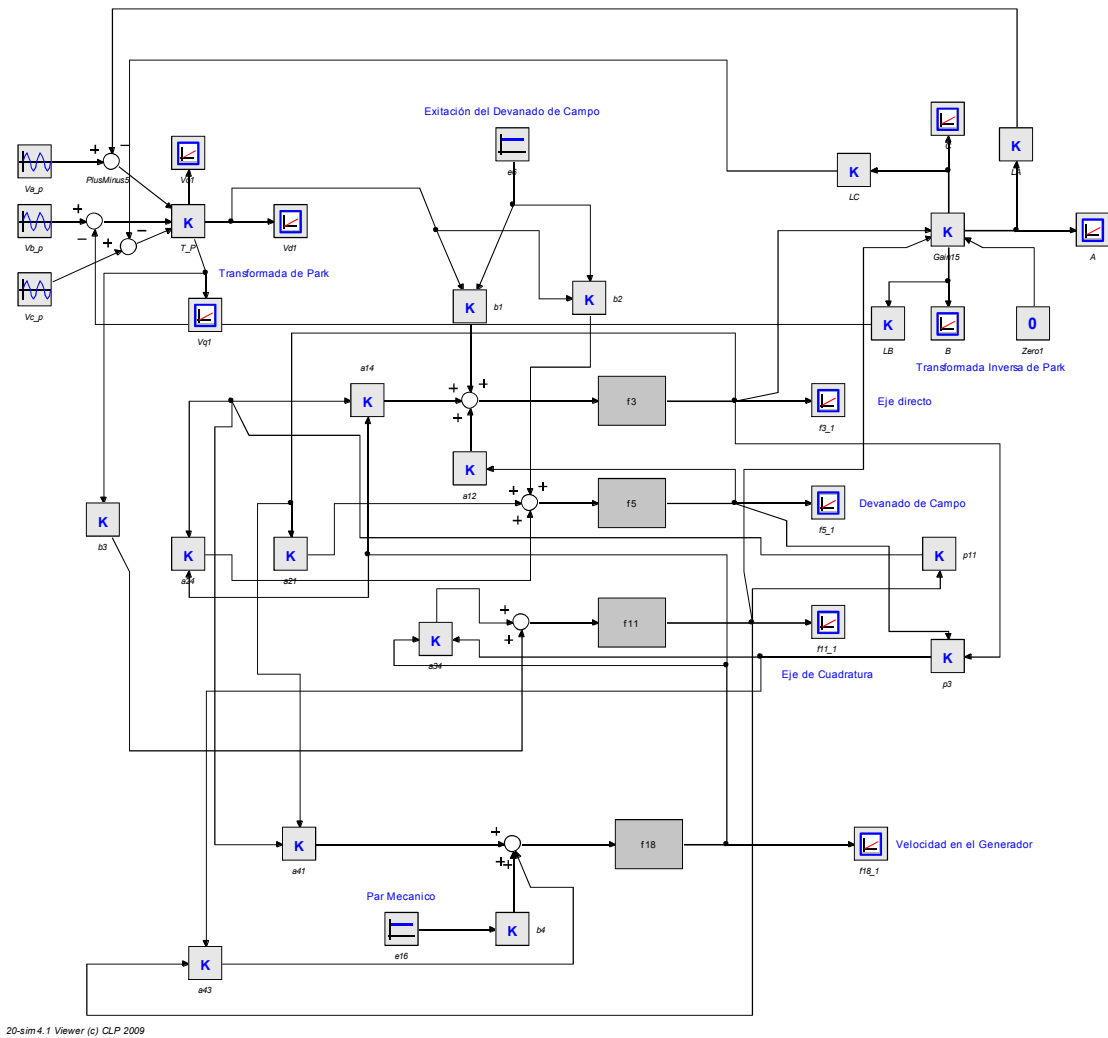 Exitación del Devanado de Campo
K
LA
C
e6
K
LC
Va_p
+
−
PlusMinus5
−
Vo1
Vb_p
+
−
+
−
K
T_P
Vd1
K
Gain15
A
Vc_p
Transformada de Park
Vq1
K
b1
K
b2
K
LB
B
0
Zero1
Transformada Inversa de Park
a14
K
+
+
+
f3
f3_1
Eje directo
K
a12
+
+
+
f5
f5_1
Devanado de Campo
K
b3
K
a24
K
a21
K
p11
K
a34
+
+
f11
f11_1
Eje de Cuadratura
K
p3
K
a41
+
++
f18
f18_1
Velocidad en el Generador
Par Mecanico
e16
K
b4
K
a43
20-sim 4.1 Viewer (c) CLP 2009